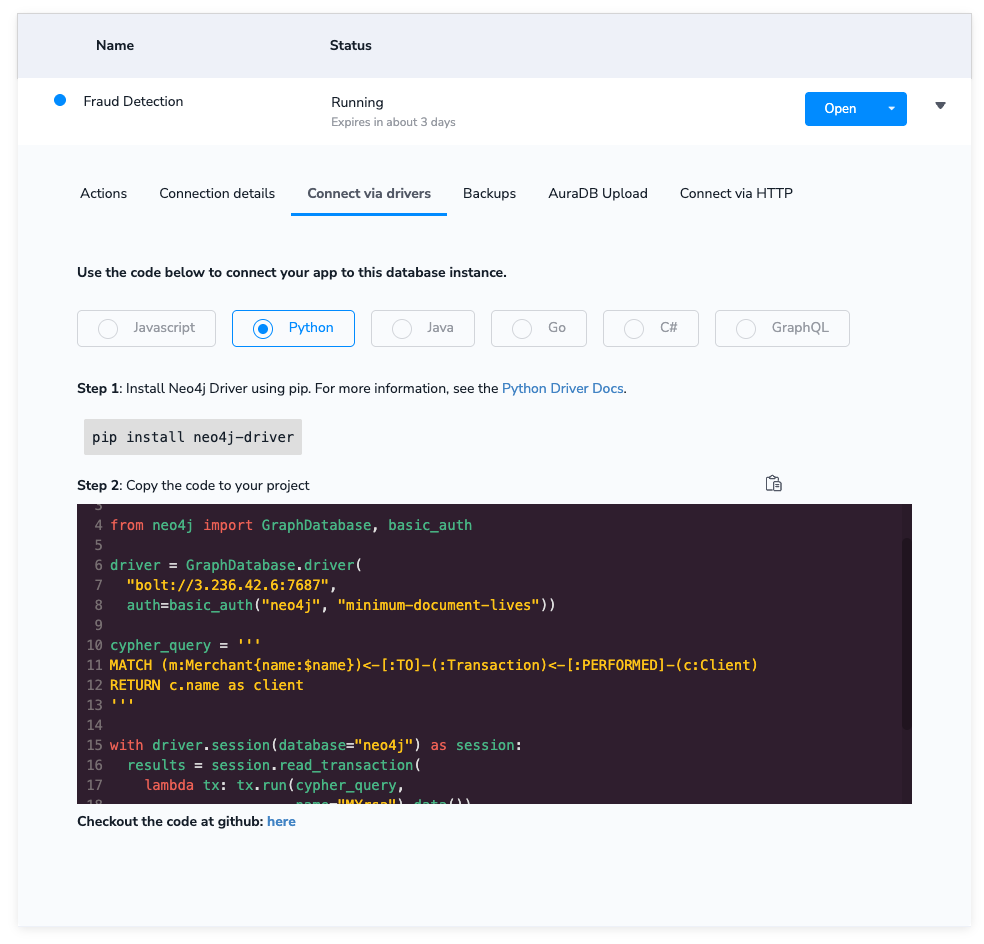 Name Status
Fraud Detection Running Open
Expires in about 3 days
Actions Connection details Connect via drivers Backups AuraDB Upload Connect via HTTP
Use the code below to connect your app to this database instance.
Javascript Python Java Go C# GraphQL
Step 1: Install Neo4j Driver using pip. For more information, see the Python Driver Docs.
pip install neo4j-driver
Step 2: Copy the code to your project
3
4 from neo4j import GraphDatabase, basic_auth
5
6 driver = GraphDatabase.driver(
7   "bolt://3.236.42.6:7687",
8   auth=basic_auth("neo4j", "minimum-document-lives"))
9
10 cypher_query = '''
11 MATCH (m:Merchant{name:$name})<-[:TO]-(:Transaction)<-[:PERFORMED]-(c:Client)
12 RETURN c.name as client
13 '''
14
15 with driver.session(database="neo4j") as session:
16   results = session.read_transaction(
17     lambda tx: tx.run(cypher_query,
18                       name="MYrsa").data())
Checkout the code at github: here